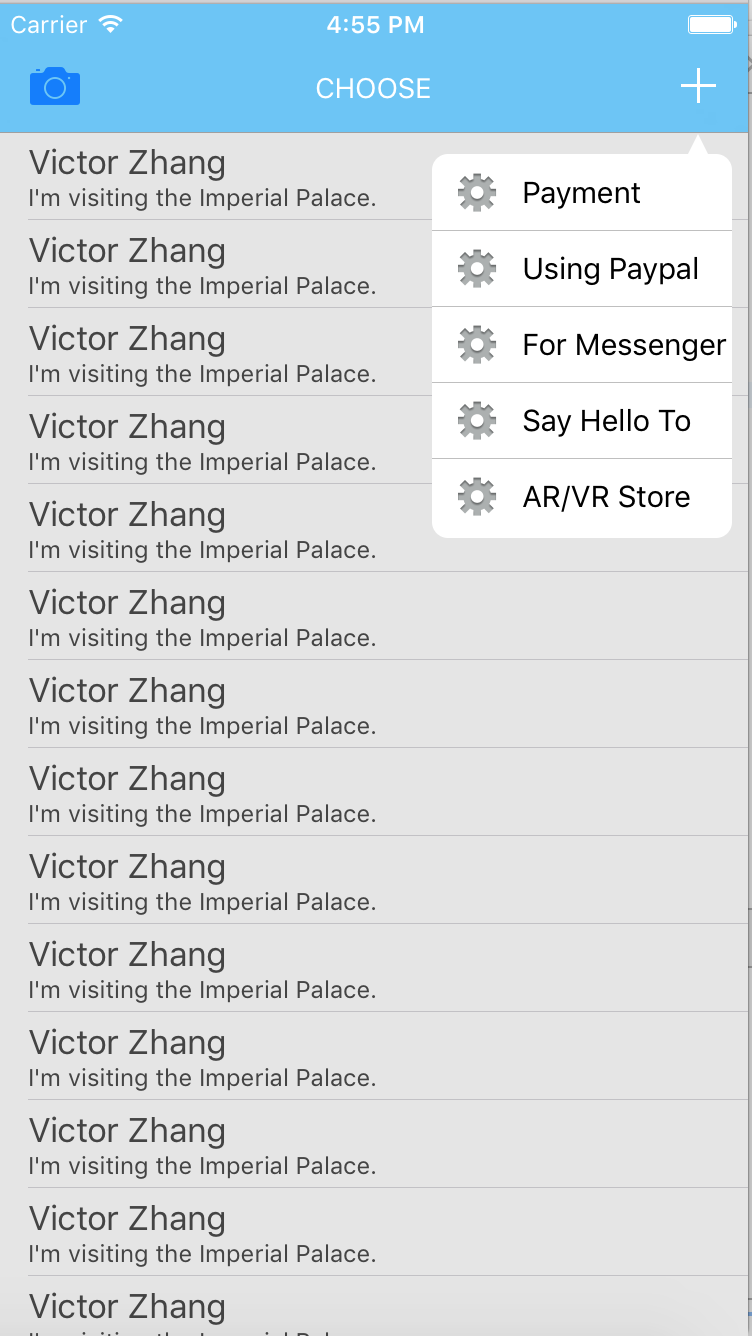 Carrier
4:55 PM
CHOOSE
Victor Zhang
I'm visiting the Imperial Palace.
Victor Zhang
I'm visiting the Imperial Palace.
Victor Zhang
I'm visiting the Imperial Palace.
Victor Zhang
I'm visiting the Imperial Palace.
Victor Zhang
I'm visiting the Imperial Palace.
Payment
Using Paypal
For Messenger
Say Hello To
AR/VR Store
Victor Zhang
I'm visiting the Imperial Palace.
Victor Zhang
I'm visiting the Imperial Palace.
Victor Zhang
I'm visiting the Imperial Palace.
Victor Zhang
I'm visiting the Imperial Palace.
Victor Zhang
I'm visiting the Imperial Palace.
Victor Zhang
I'm visiting the Imperial Palace.
Victor Zhang
I'm visiting the Imperial Palace.
Victor Zhang
I'm visiting the Imperial Palace.
Victor Zhang